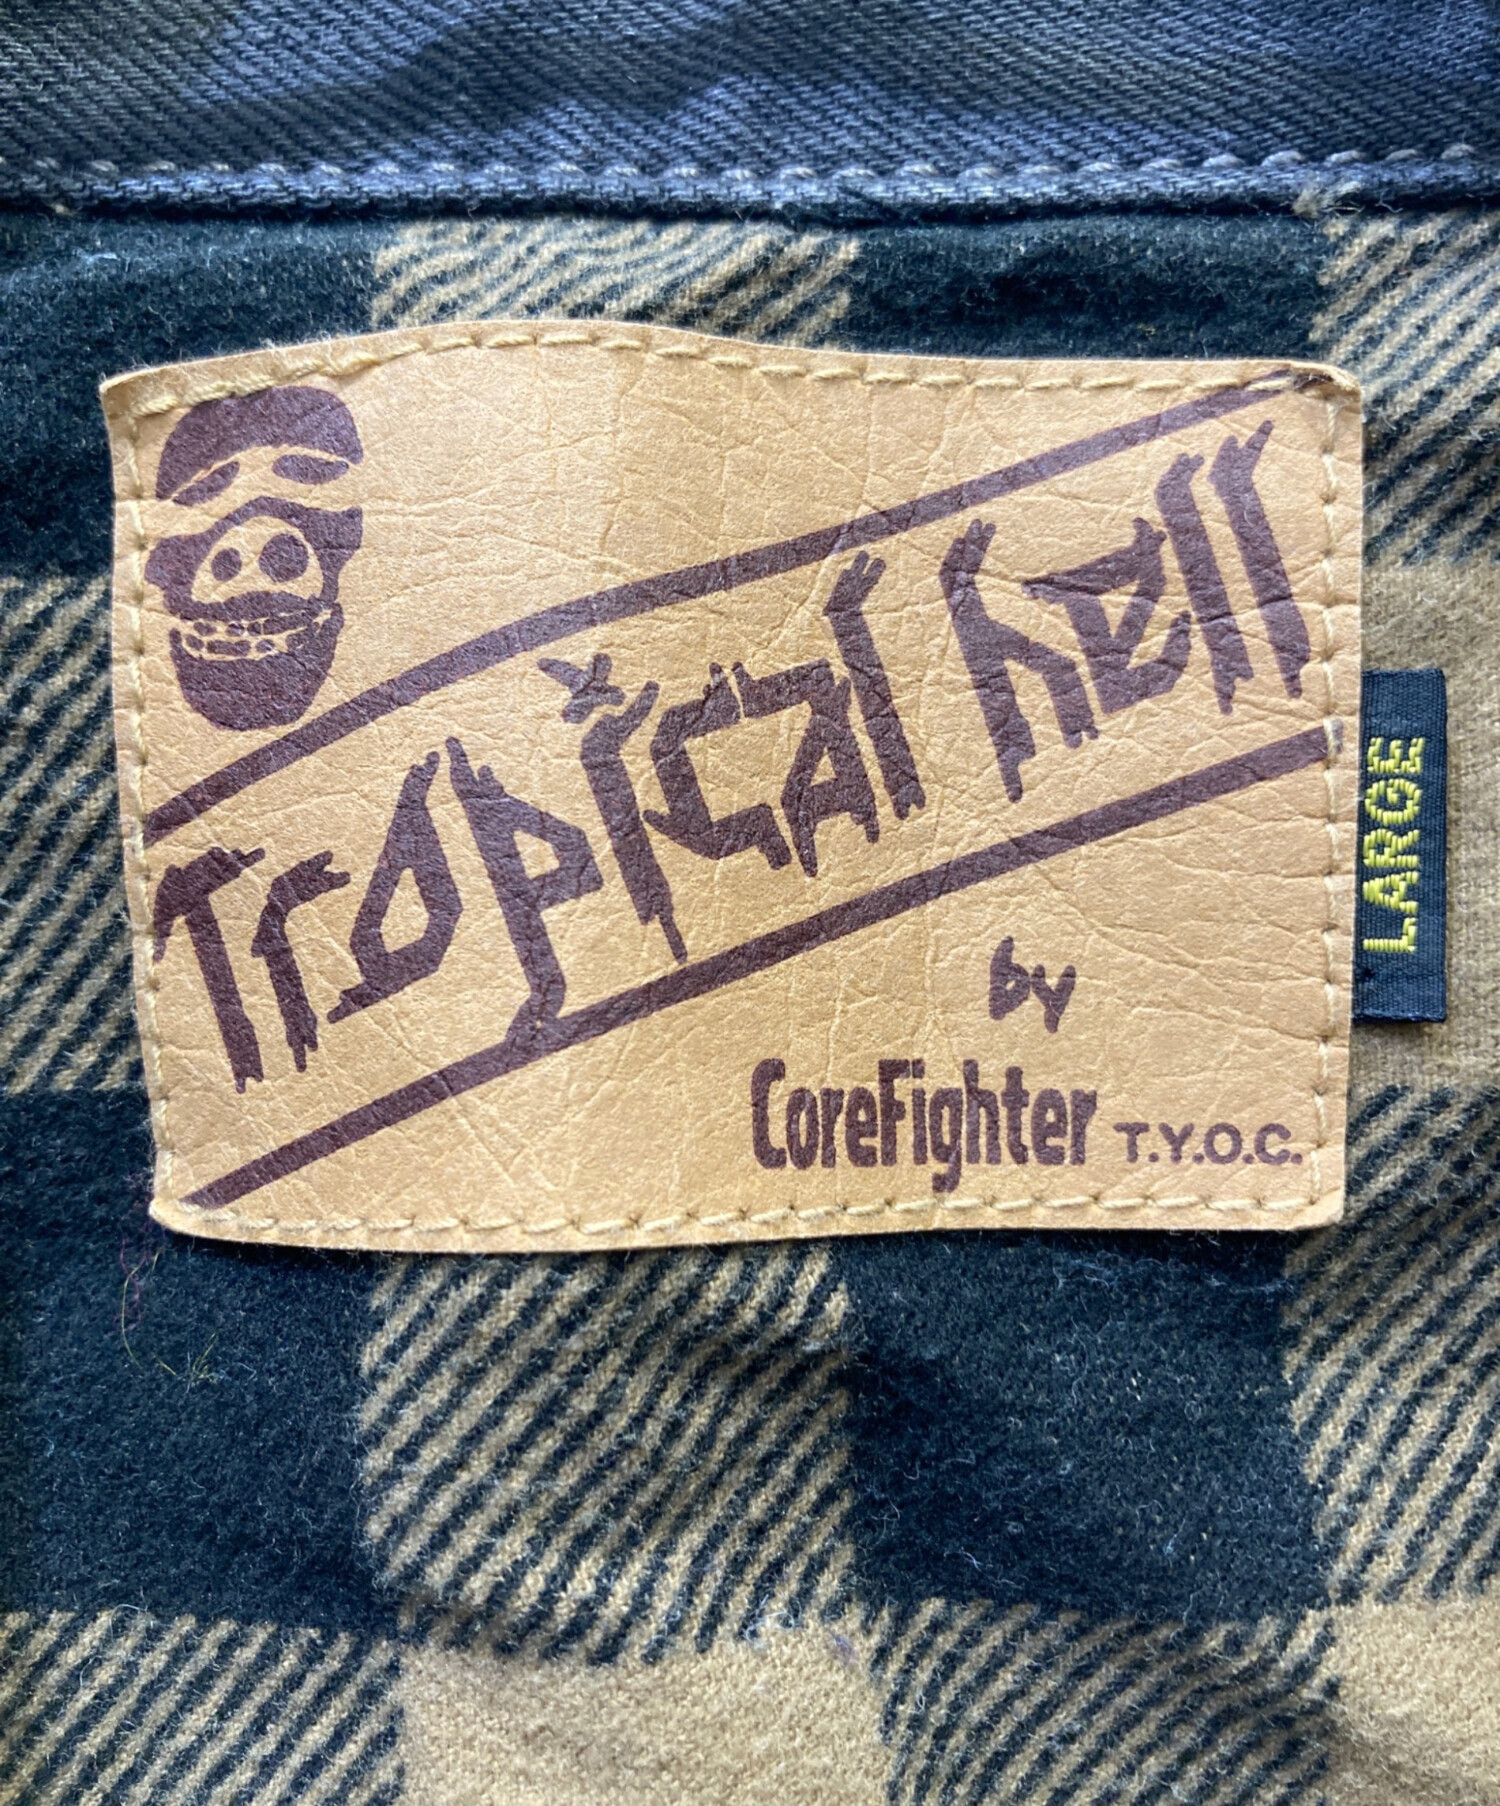 Tropical hell
by
CoreFighter T.Y.O.C.
LARGE